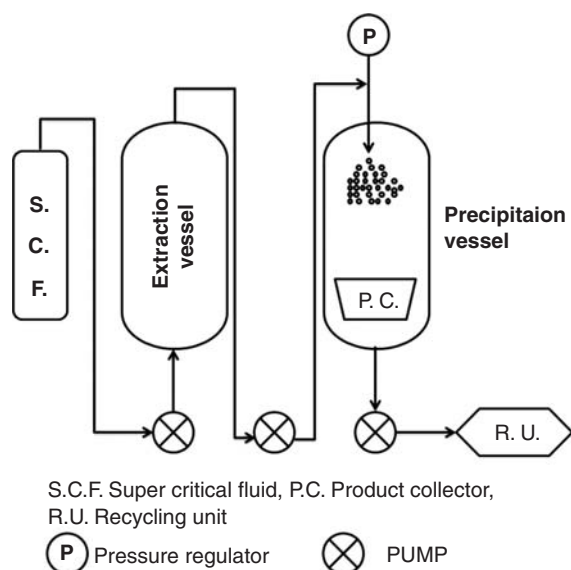 P
S.
C.
F.
Extraction
vessel
Precipitaion
vessel
P. C.
R. U.
S.C.F. Super critical fluid, P.C. Product collector,
R.U. Recycling unit
P Pressure regulator PUMP